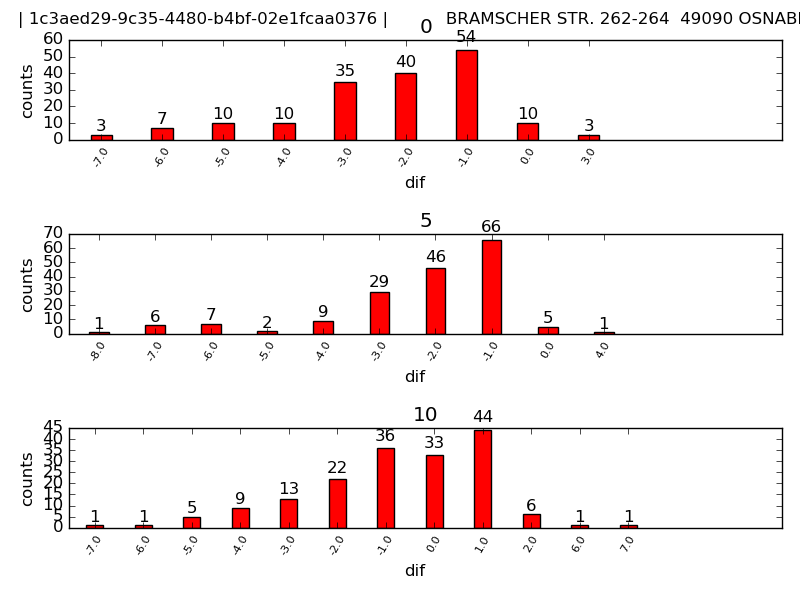 | 1c3aed29-9c35-4480-b4bf-02e1fcaa0376 | BRAMSCHER STR. 262-264 49090
0
counts
60
50
40
30
20
10
0
3 7 10 10 35 40 54 10 3
-7.0 -6.0 -5.0 -4.0 -3.0 -2.0 -1.0 0.0 3.0
dif
5
counts
70
60
50
40
30
20
10
0
1 6 7 2 9 29 46 66 5 1
-8.0 -7.0 -6.0 -5.0 -4.0 -3.0 -2.0 -1.0 0.0 4.0
dif
10
counts
45
40
35
30
25
20
15
10
5
0
1 1 5 9 13 22 36 33 44 6 1 1
-7.0 -6.0 -5.0 -4.0 -3.0 -2.0 -1.0 0.0 1.0 2.0 6.0 7.0
dif